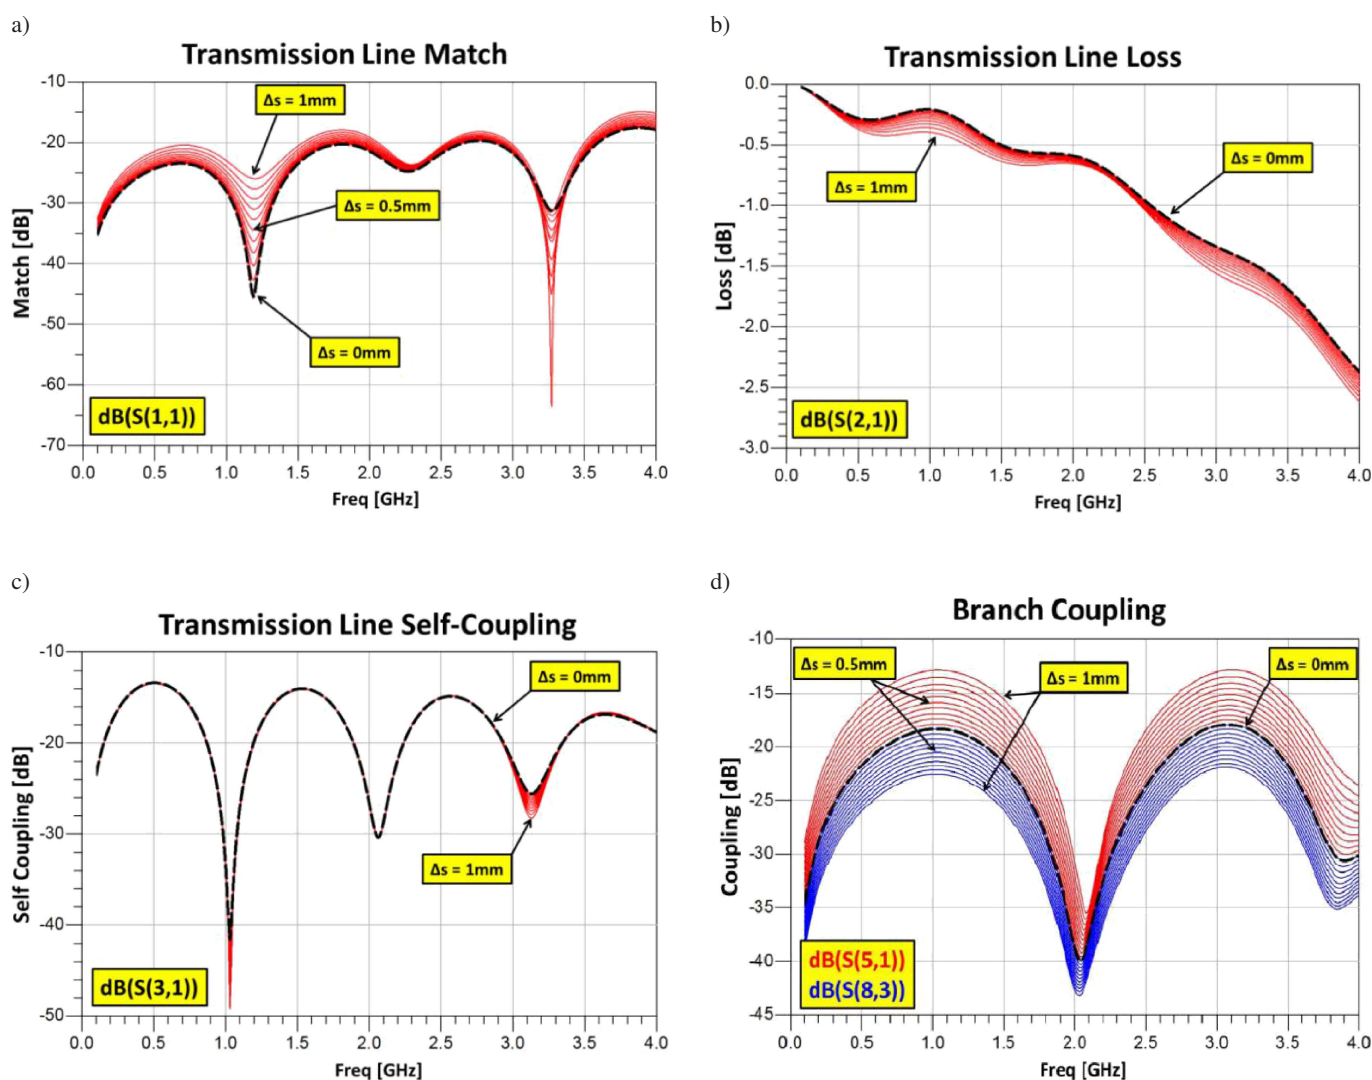 a)
Transmission Line Match
-10
-20
-30
-40
-50
-60
-70
Match [dB]
Δs = 1mm
Δs = 0.5mm
Δs = 0mm
dB(S(1,1))
0.0 0.5 1.0 1.5 2.0 2.5 3.0 3.5 4.0
Freq [GHz]
b)
Transmission Line Loss
0.0
-0.5
-1.0
-1.5
-2.0
-2.5
-3.0
Loss [dB]
Δs = 0mm
Δs = 1mm
dB(S(2,1))
0.0 0.5 1.0 1.5 2.0 2.5 3.0 3.5 4.0
Freq [GHz]
c)
Transmission Line Self-Coupling
-10
-20
-30
-40
-50
Self Coupling [dB]
Δs = 0mm
Δs = 1mm
dB(S(3,1))
0.0 0.5 1.0 1.5 2.0 2.5 3.0 3.5 4.0
Freq [GHz]
d)
Branch Coupling
-10
-15
-20
-25
-30
-35
-40
-45
Coupling [dB]
Δs = 0.5mm
Δs = 1mm
Δs = 0mm
dB(S(5,1))
dB(S(8,3))
0.0 0.5 1.0 1.5 2.0 2.5 3.0 3.5 4.0
Freq [GHz]